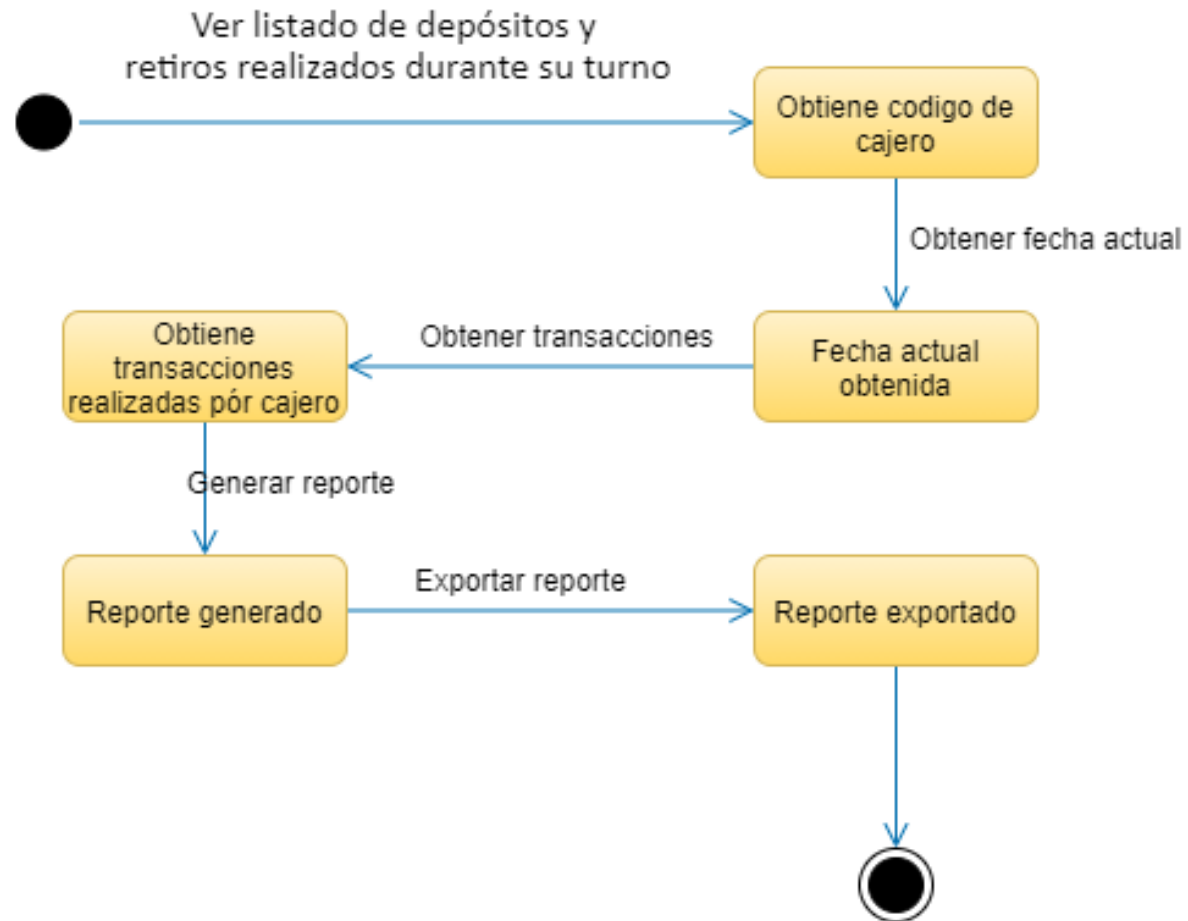 Ver listado de depósitos y
retiros realizados durante su turno
Obtiene codigo de
cajero
Obtener fecha actual
Fecha actual
obtenida
Obtener transacciones
Obtiene
transacciones
realizadas pór cajero
Generar reporte
Reporte generado
Exportar reporte
Reporte exportado